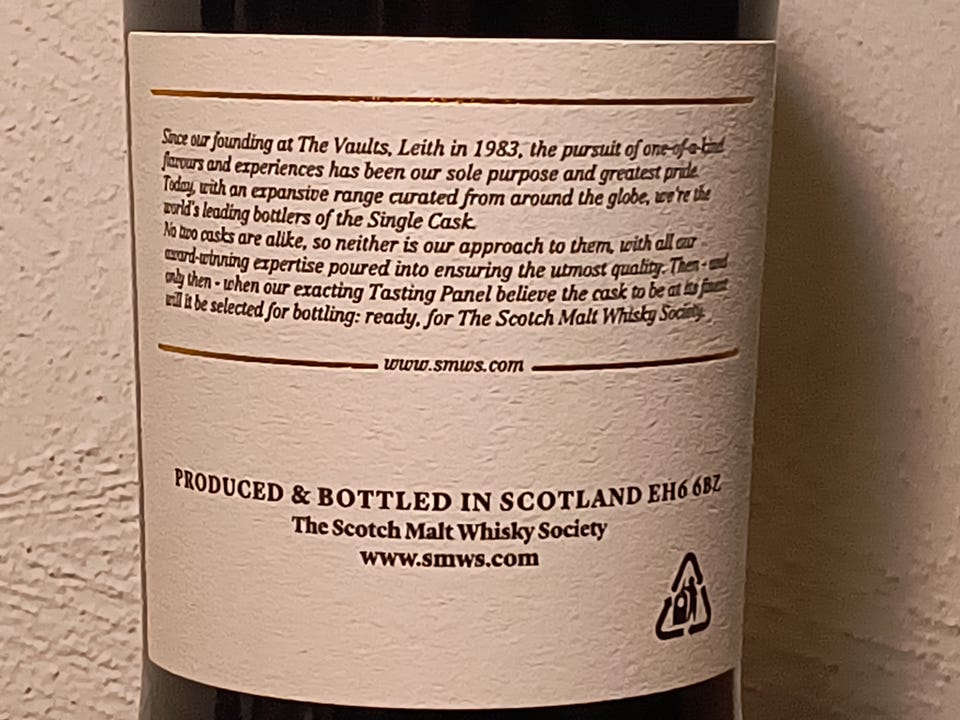 Since our founding at The Vaults, Leith in 1983, the pursuit of one-of-a-kind
flavours and experiences has been our sole purpose and greatest pride.
Today, with an expansive range curated from around the globe, we're the
world's leading bottlers of the Single Cask.
No two casks are alike, so neither is our approach to them, with all our
award-winning expertise poured into ensuring the utmost quality. Then - and
only then - when our exacting Tasting Panel believe the cask to be at its finest
will it be selected for bottling: ready, for The Scotch Malt Whisky Society.
www.smws.com
PRODUCED & BOTTLED IN SCOTLAND EH6 6BZ
The Scotch Malt Whisky Society
www.smws.com